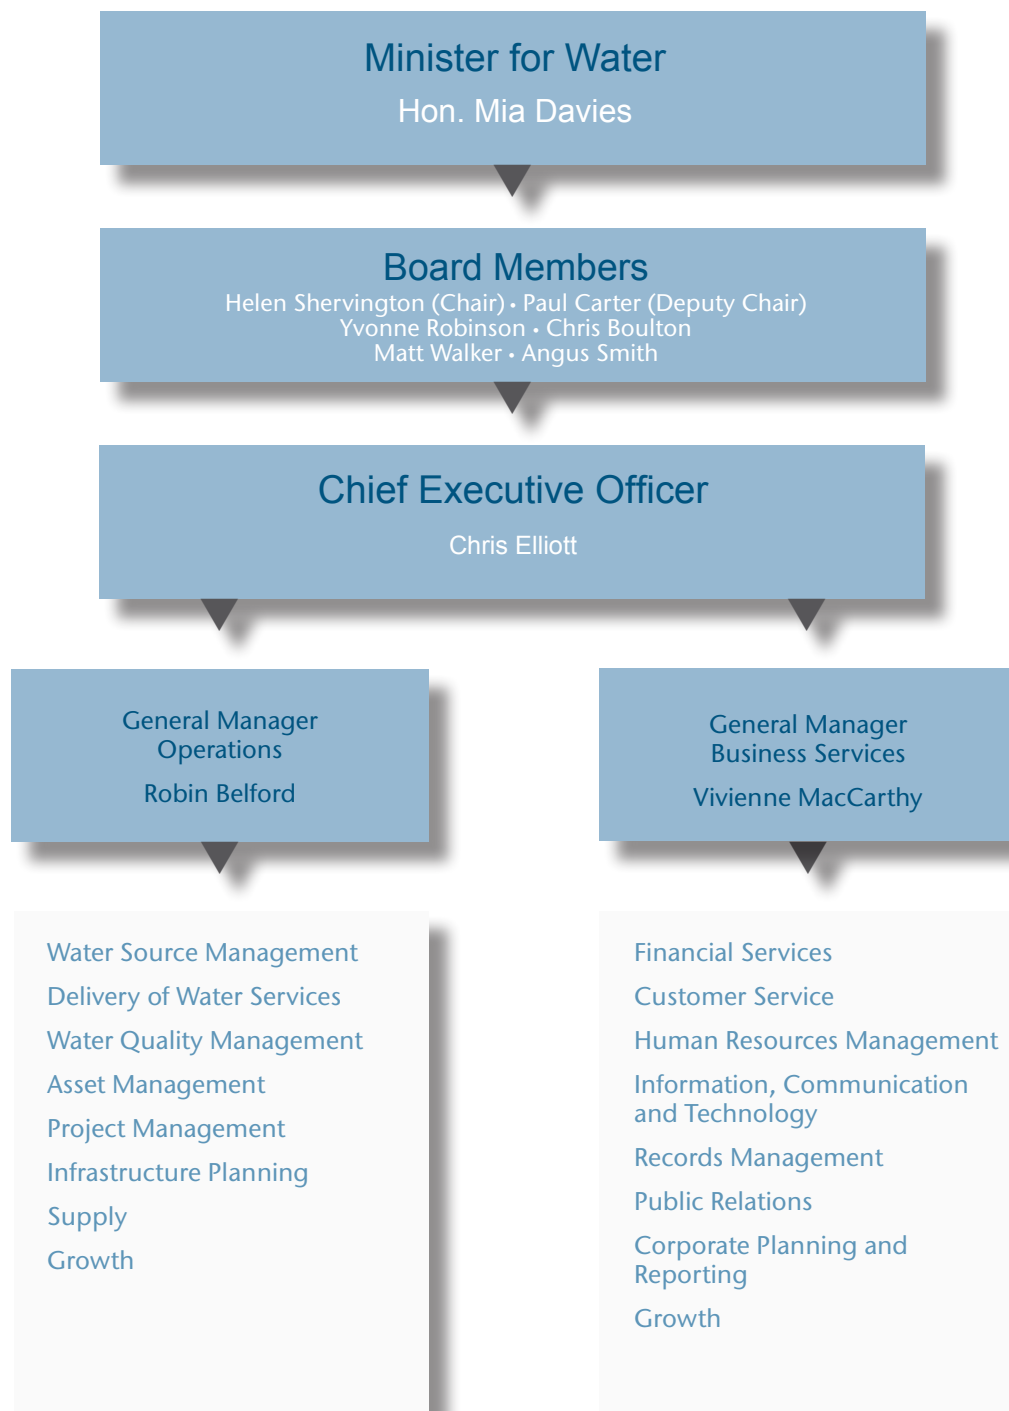 Minister for Water
Hon. Mia Davies
Board Members
Helen Shervington (Chair) • Paul Carter (Deputy Chair)
Yvonne Robinson • Chris Boulton
Matt Walker • Angus Smith
Chief Executive Officer
Chris Elliott
General Manager
Operations
Robin Belford
General Manager
Business Services
Vivienne MacCarthy
Water Source Management
Delivery of Water Services
Water Quality Management
Asset Management
Project Management
Infrastructure Planning
Supply
Growth
Financial Services
Customer Service
Human Resources Management
Information, Communication
and Technology
Records Management
Public Relations
Corporate Planning and
Reporting
Growth